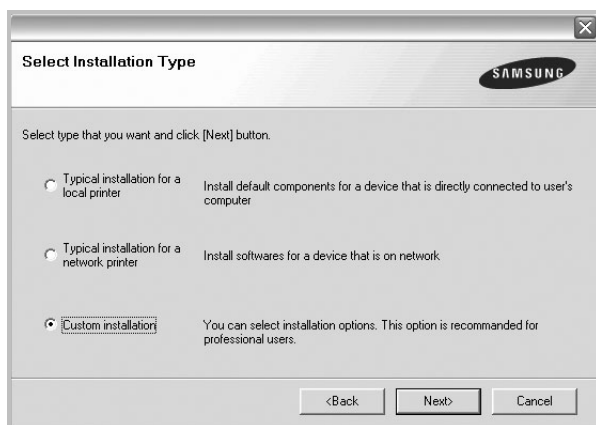 Select Installation Type
SAMSUNG
Select type that you want and click [Next] button.
Typical installation for a
local printer
Install default components for a device that is directly connected to user's
computer
Typical installation for a
network printer
Install softwares for a device that is on network
Custom installation
You can select installation options. This option is recommanded for
professional users.
<Back
Next>
Cancel